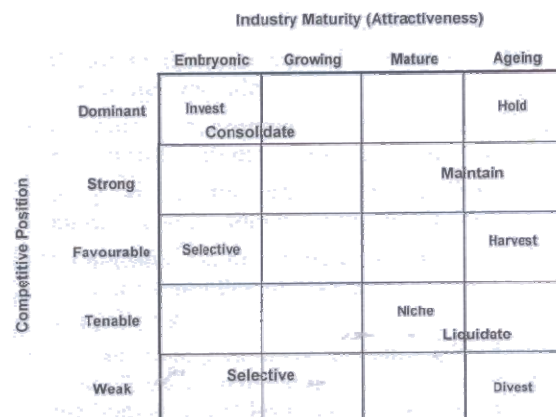 Industry Maturity (Attractiveness)
Embryonic Growing Mature Ageing
Competitive Position
Dominant Invest Hold
Consolidate
Strong Maintain
Favourable Selective Harvest
Tenable Niche
Liquidate
Weak Selective Divest